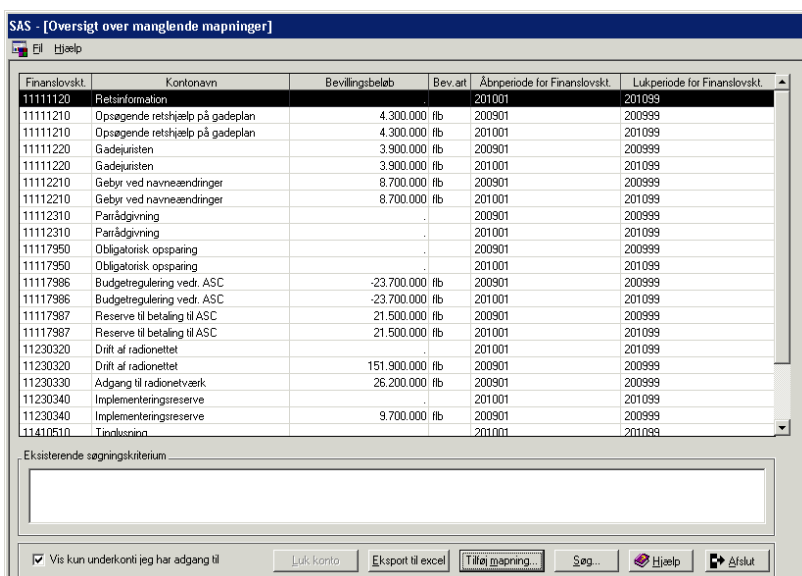 SAS - [Oversigt over manglende mapninger]
Fil Hjælp
Finanslovskt. Kontonavn Bevillingsbeløb Bev.art Åbnperiode for Finanslovskt. Lukperiode for Finanslovskt.
11111120 Retsinformation . 201001 201099
11111210 Opsøgende retshjælp på gadeplan 4.300.000 flb 200901 200999
11111210 Opsøgende retshjælp på gadeplan 4.300.000 flb 201001 201099
11111220 Gadejuristen 3.900.000 flb 200901 200999
11111220 Gadejuristen 3.900.000 flb 201001 201099
11112210 Gebyr ved navneændringer 8.700.000 flb 200901 200999
11112210 Gebyr ved navneændringer 8.700.000 flb 201001 201099
11112310 Parrådgivning . 200901 200999
11112310 Parrådgivning . 201001 201099
11117950 Obligatorisk opsparing . 200901 200999
11117950 Obligatorisk opsparing . 201001 201099
11117986 Budgetregulering vedr. ASC -23.700.000 flb 200901 200999
11117986 Budgetregulering vedr. ASC -23.700.000 flb 201001 201099
11117987 Reserve til betaling til ASC 21.500.000 flb 200901 200999
11117987 Reserve til betaling til ASC 21.500.000 flb 201001 201099
11230320 Drift af radionettet . 201001 201099
11230320 Drift af radionettet 151.900.000 flb 200901 200999
11230330 Adgang til radionetværk 26.200.000 flb 200901 200999
11230340 Implementeringsreserve . 201001 201099
11230340 Implementeringsreserve 9.700.000 flb 200901 200999
11410510 Tinglysning 201001 201099
Eksisterende søgningskriterium
Vis kun underkonti jeg har adgang til Luk konto Eksport til excel Tilføj mapning... Søg... Hjælp Afslut